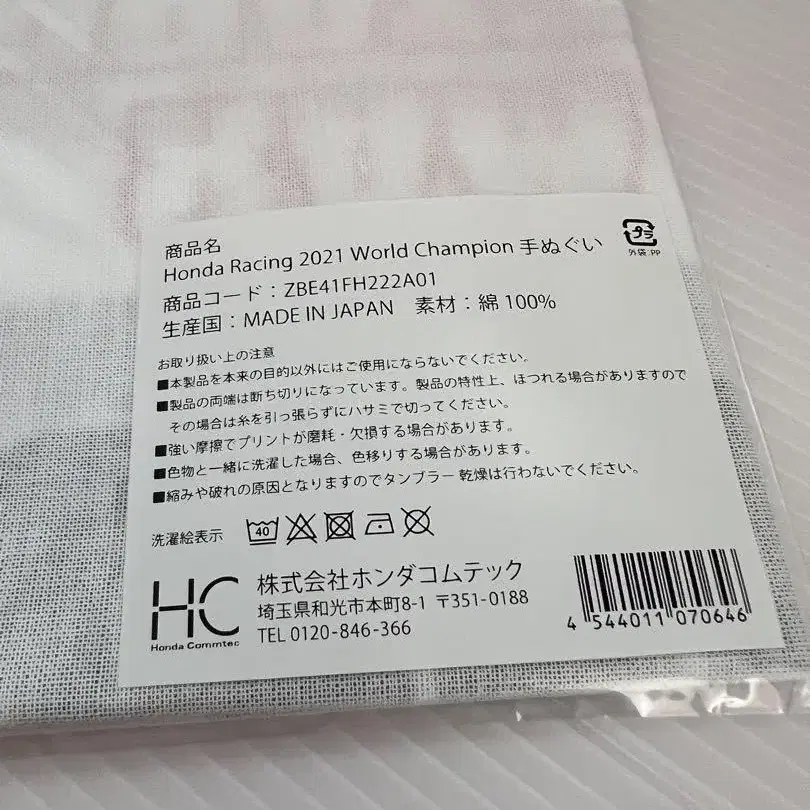 商品名
Honda Racing 2021 World Champion 手ぬぐい
商品コード：ZBE41FH222A01
生産国：MADE IN JAPAN 素材：綿 100%
プラ
外袋:PP
お取り扱い上の注意
■本製品を本来の目的以外にはご使用にならないでください。
■製品の両端は断ち切りになっています。製品の特性上、ほつれる場合がありますので
その場合は糸を引っ張らずにハサミで切ってください。
■強い摩擦でプリントが磨耗・欠損する場合があります。
■色物と一緒に洗濯した場合、色移りする場合があります。
■縮みや破れの原因となりますのでタンブラー 乾燥は行わないでください。
洗濯絵表示 40
HC
Honda Commtec
株式会社ホンダコムテック
埼玉県和光市本町8-1 〒351-0188
TEL 0120-846-366
4 544011 070646